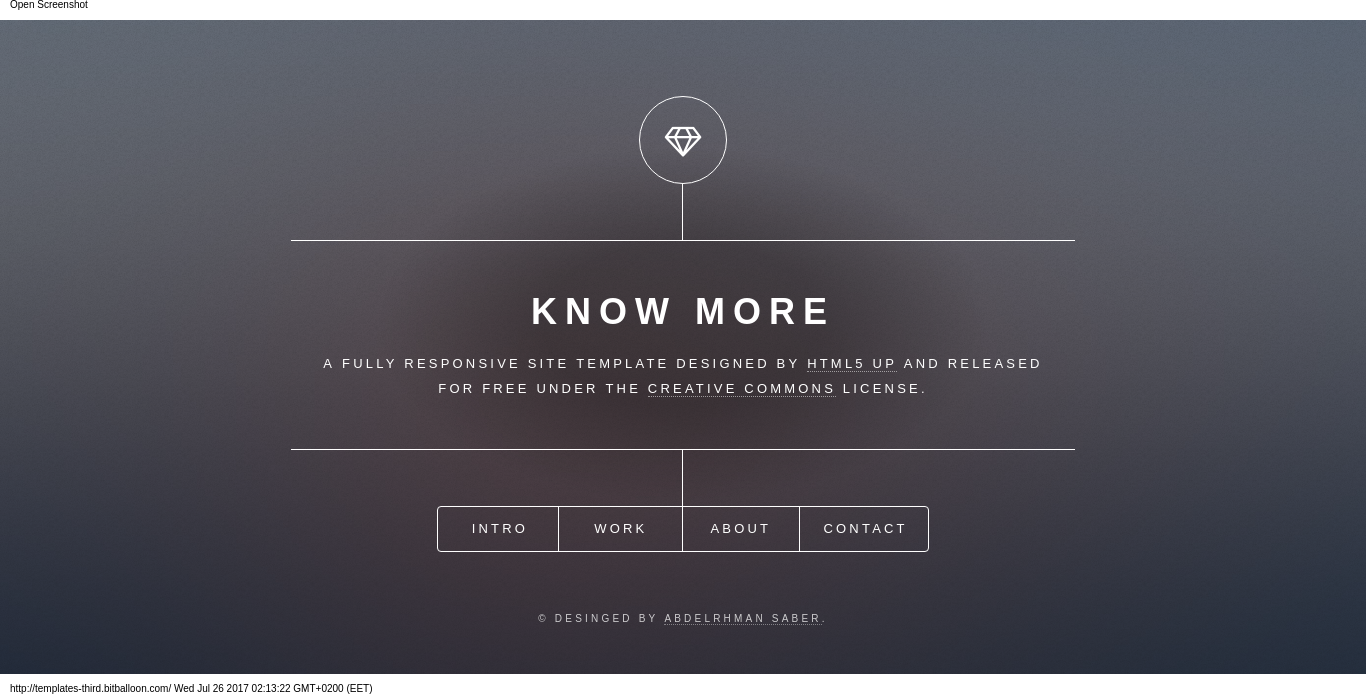 Open Screenshot
KNOW MORE
A FULLY RESPONSIVE SITE TEMPLATE DESIGNED BY HTML5 UP AND RELEASED
FOR FREE UNDER THE CREATIVE COMMONS LICENSE.
INTRO WORK ABOUT CONTACT
© DESINGED BY ABDELRHMAN SABER.
http://templates-third.bitballoon.com/ Wed Jul 26 2017 02:13:22 GMT+0200 (EET)